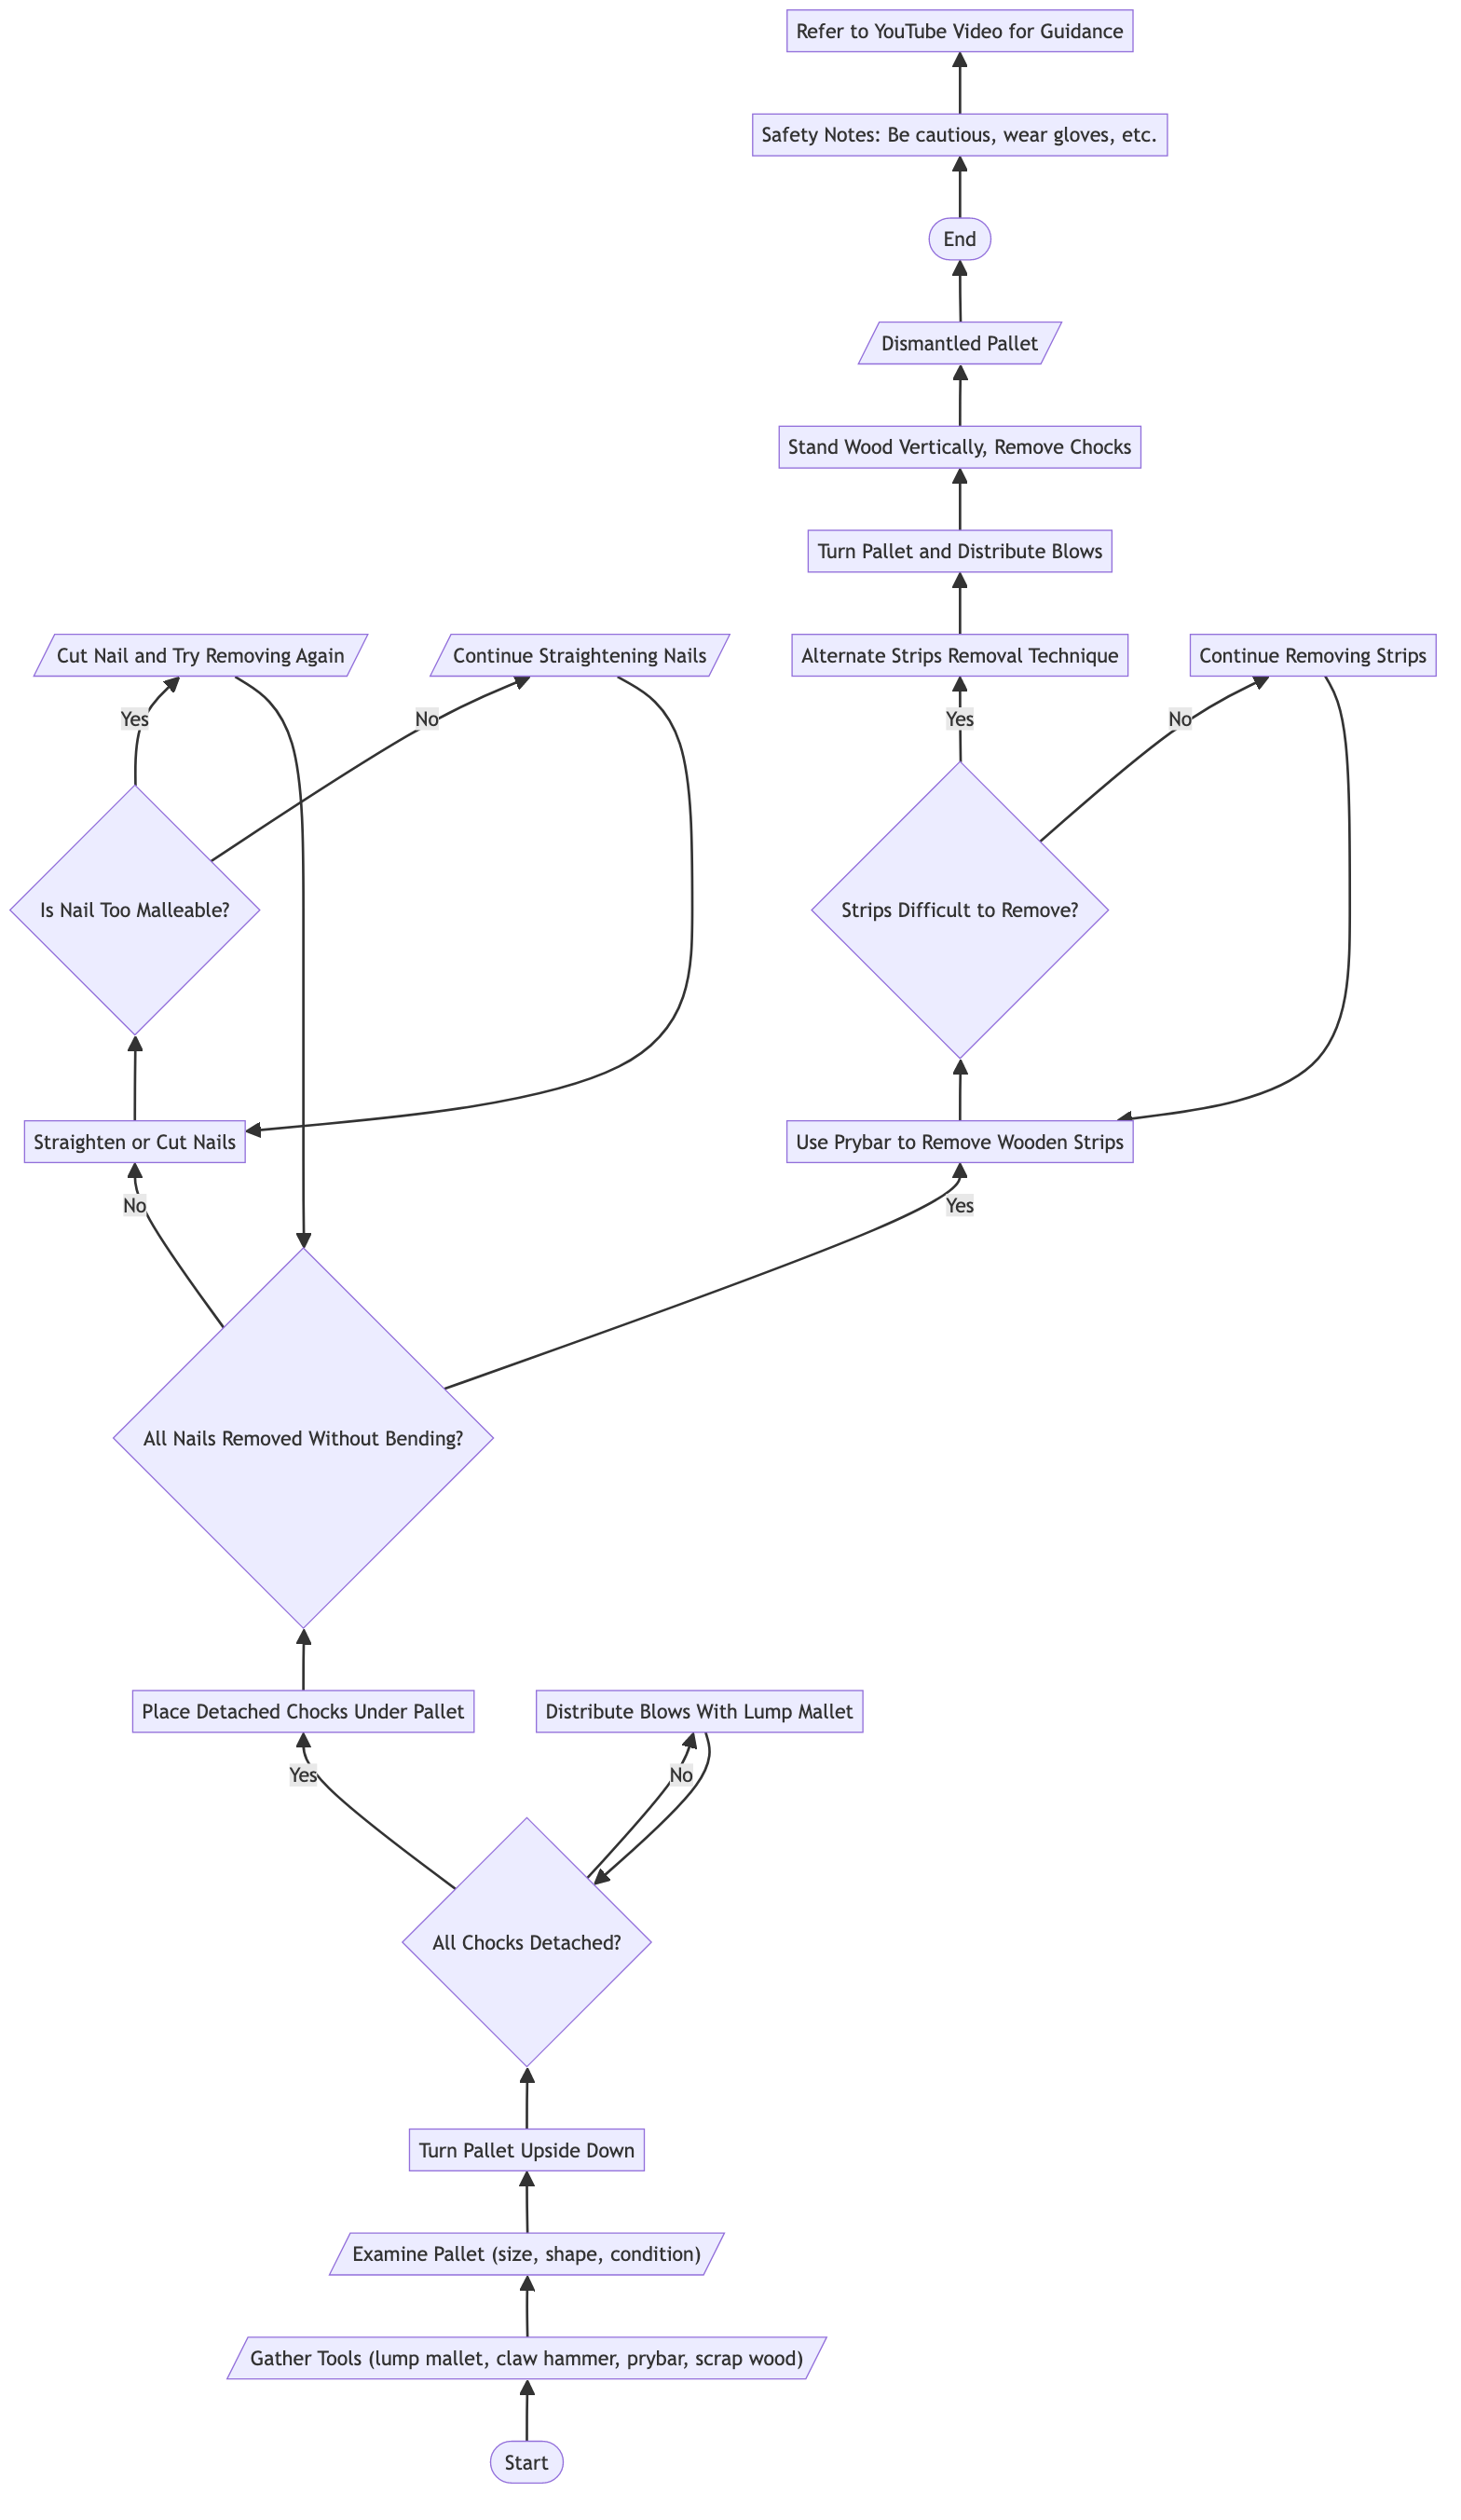 Refer to YouTube Video for Guidance
Safety Notes: Be cautious, wear gloves, etc.
End
Dismantled Pallet
Stand Wood Vertically, Remove Chocks
Turn Pallet and Distribute Blows
Cut Nail and Try Removing Again
Continue Straightening Nails
Alternate Strips Removal Technique
Continue Removing Strips
Yes
No
Yes
No
Is Nail Too Malleable?
Strips Difficult to Remove?
Straighten or Cut Nails
Use Prybar to Remove Wooden Strips
No
Yes
All Nails Removed Without Bending?
Place Detached Chocks Under Pallet
Distribute Blows With Lump Mallet
Yes
No
All Chocks Detached?
Turn Pallet Upside Down
Examine Pallet (size, shape, condition)
Gather Tools (lump mallet, claw hammer, prybar, scrap wood)
Start